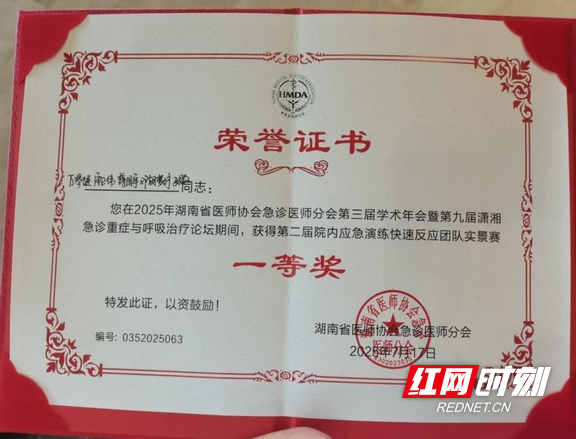 HMDA
荣誉证书
同志：
您在2025年湖南省医师协会急诊医师分会第三届学术年会暨第九届潇湘
急诊重症与呼吸治疗论坛期间，获得第二届院内应急演练快速反应团队实景赛
一等奖
特发此证，以资鼓励！
湖南省医师协会急诊医师分会
编号：0352025063
2025年7月17日
红网时刻
REDNET.CN